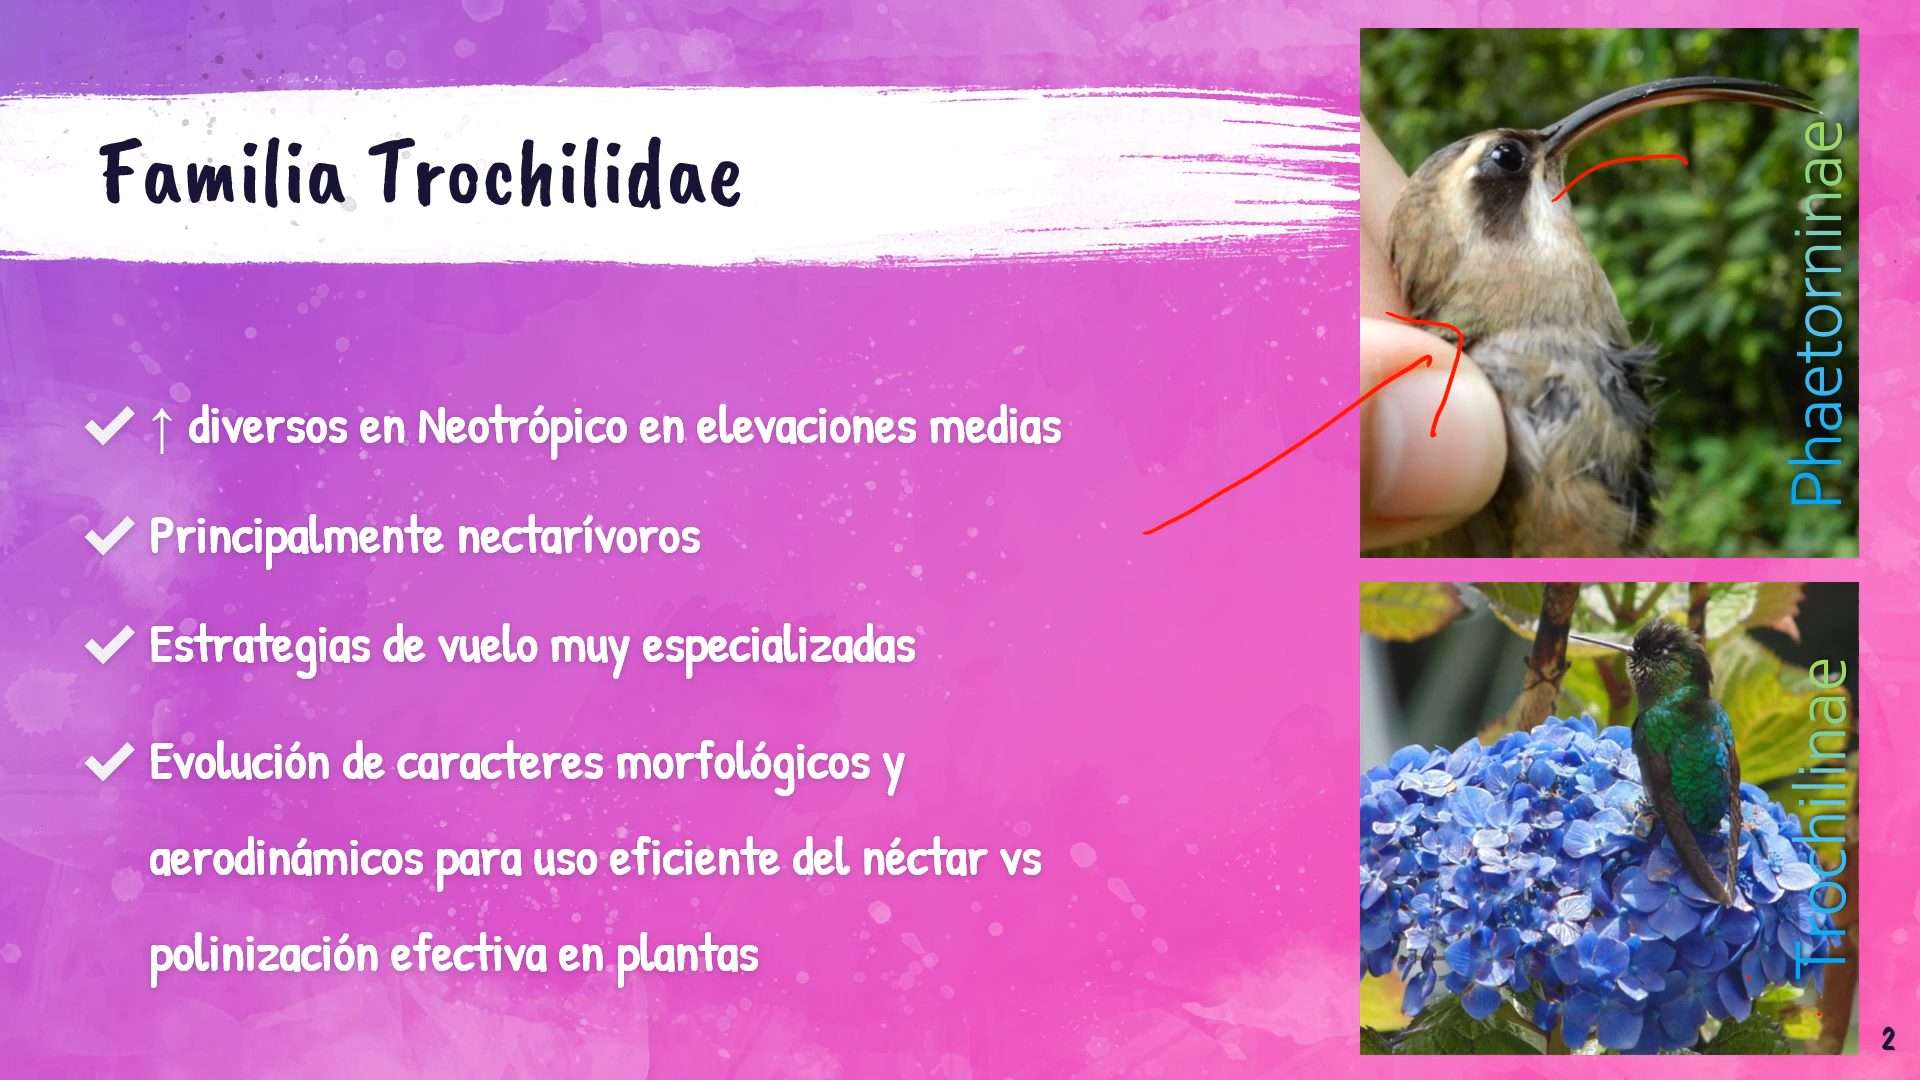 Familia Trochilidae
↑ diversos en Neotrópico en elevaciones medias
Principalmente nectarívoros
Estrategias de vuelo muy especializadas
Evolución de caracteres morfológicos y
aerodinámicos para uso eficiente del néctar vs
polinización efectiva en plantas
Phaetorninae
Trochilinae
2